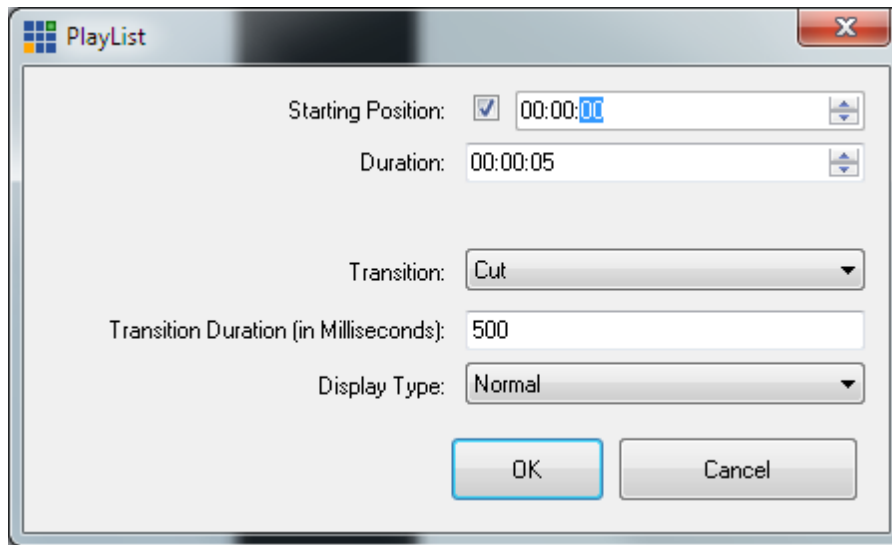 PlayList
Starting Position: 00:00:00
Duration: 00:00:05
Transition: Cut
Transition Duration (in Milliseconds): 500
Display Type: Normal
OK Cancel